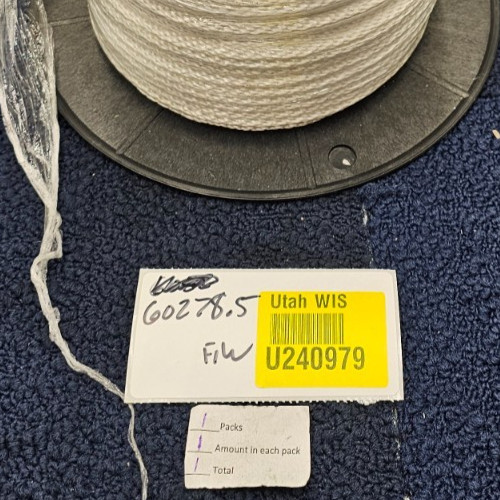 60278.5
F/W
Utah WIS
U240979
1 Packs
1 Amount in each pack
1 Total